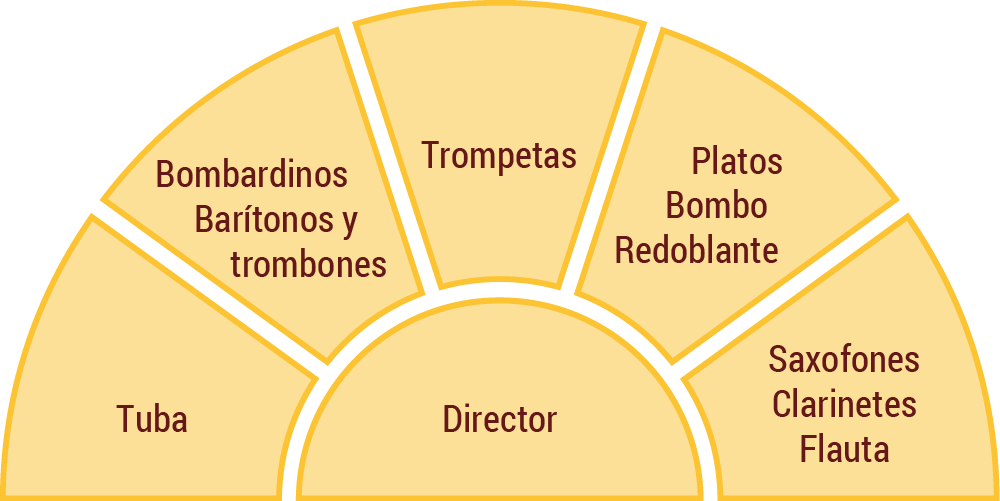 Tuba
Bombardinos
Barítonos y
trombones
Trompetas
Platos
Bombo
Redoblante
Saxofones
Clarinetes
Flauta
Director